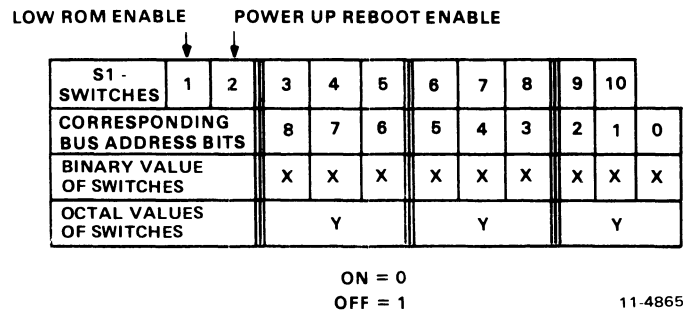 LOW ROM ENABLE POWER UP REBOOT ENABLE
S1 - SWITCHES 1 2 3 4 5 6 7 8 9 10
CORRESPONDING BUS ADDRESS BITS 8 7 6 5 4 3 2 1 0
BINARY VALUE OF SWITCHES X X X X X X X X X
OCTAL VALUES OF SWITCHES Y Y Y
ON = 0
OFF = 1
11-4865